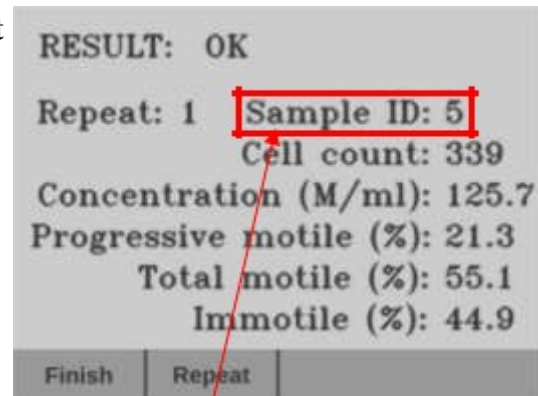 t
RESULT: OK
Repeat: 1 Sample ID: 5
Cell count: 339
Concentration (M/ml): 125.7
Progressive motile (%): 21.3
Total motile (%): 55.1
Immotile (%): 44.9
Finish Repeat